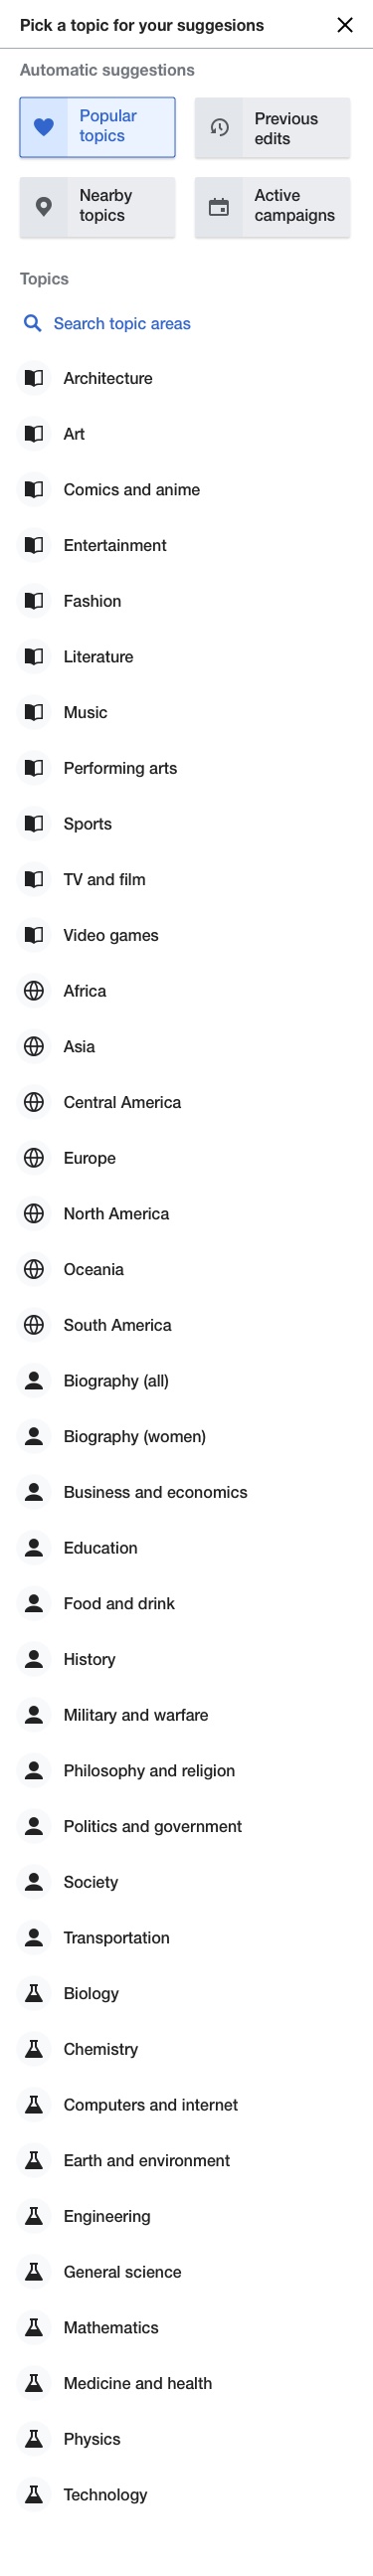 Pick a topic for your suggesions
Automatic suggestions
Popular
topics
Previous
edits
Nearby
topics
Active
campaigns
Topics
Search topic areas
Architecture
Art
Comics and anime
Entertainment
Fashion
Literature
Music
Performing arts
Sports
TV and film
Video games
Africa
Asia
Central America
Europe
North America
Oceania
South America
Biography (all)
Biography (women)
Business and economics
Education
Food and drink
History
Military and warfare
Philosophy and religion
Politics and government
Society
Transportation
Biology
Chemistry
Computers and internet
Earth and environment
Engineering
General science
Mathematics
Medicine and health
Physics
Technology